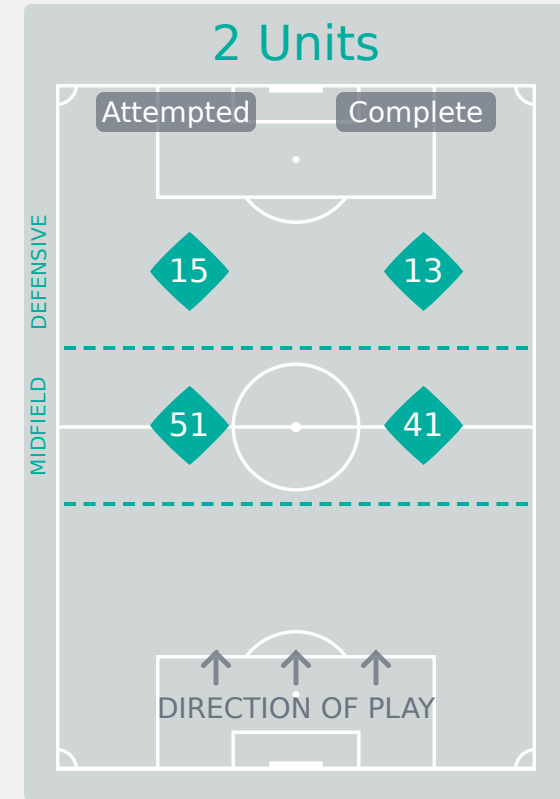 2 Units
Attempted
Complete
DEFENSIVE
15
13
MIDFIELD
51
41
DIRECTION OF PLAY